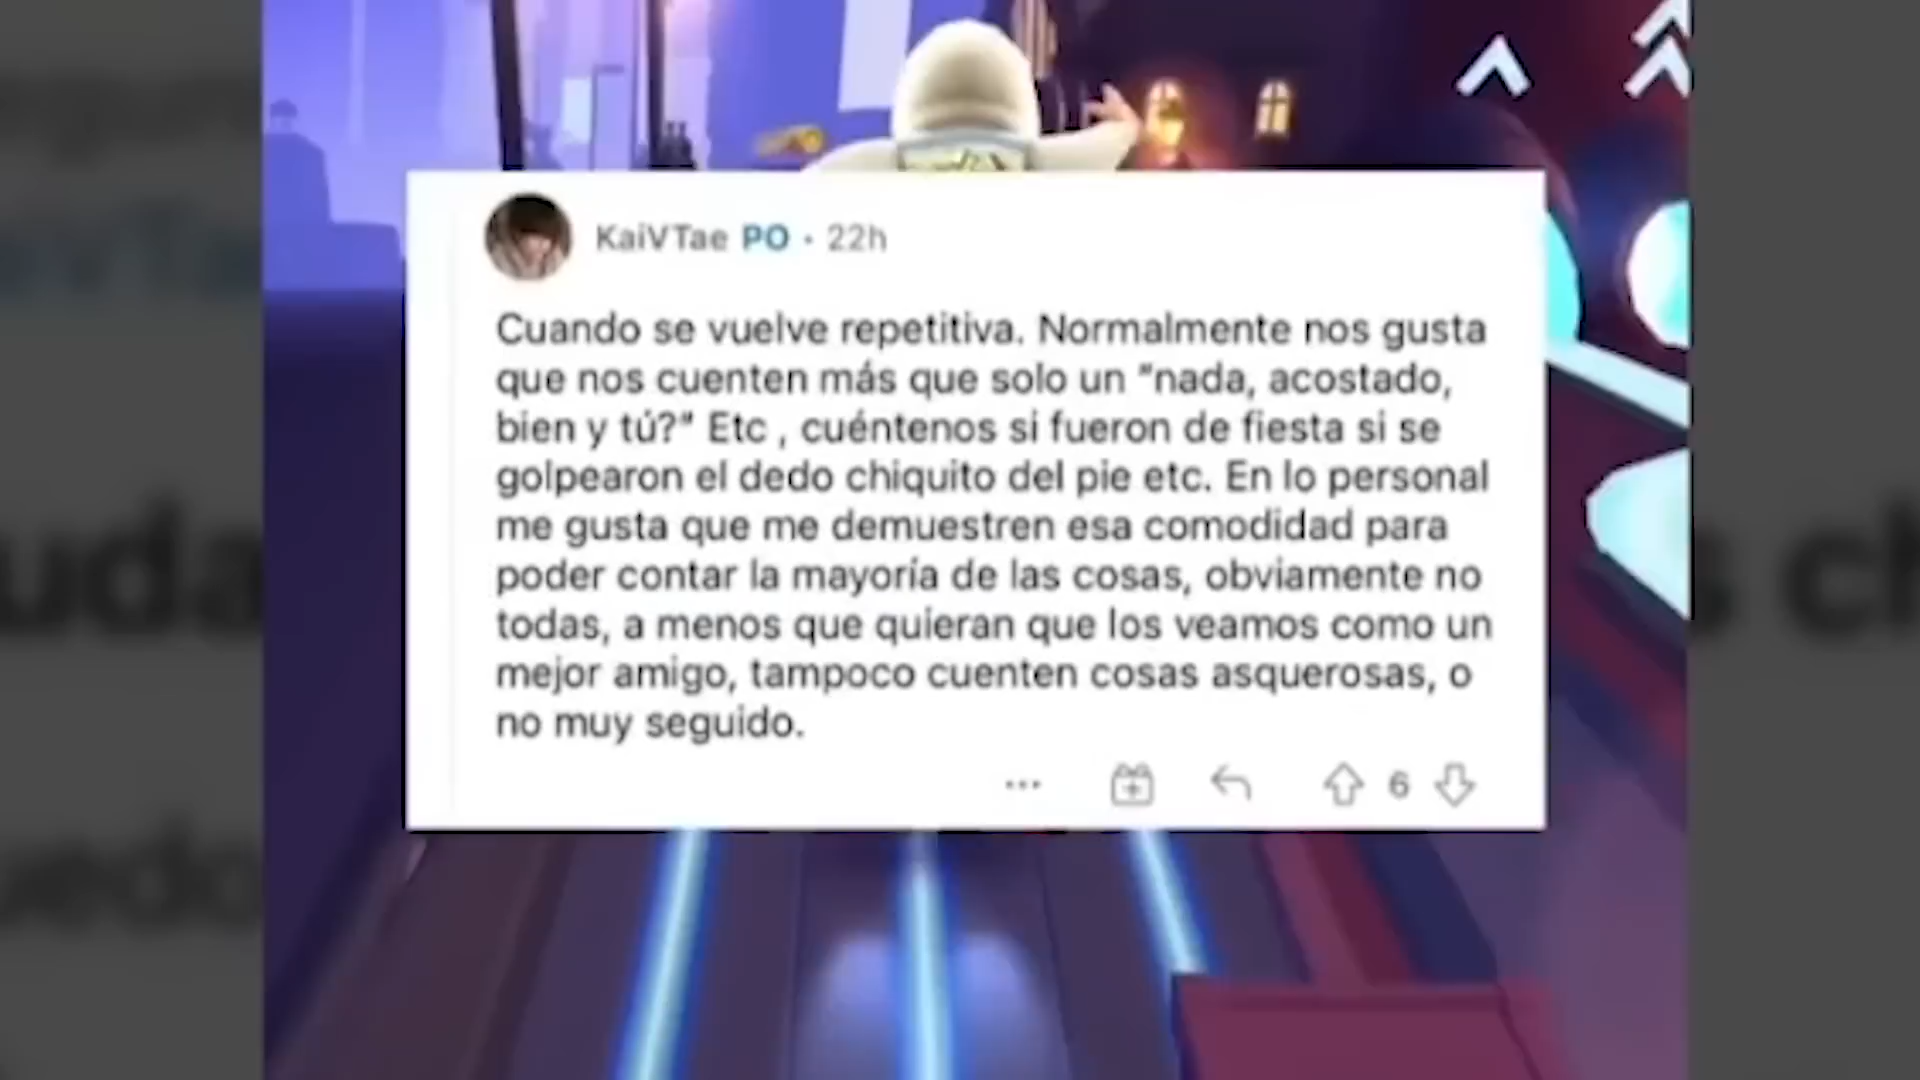 KaiVTae PO · 22h
Cuando se vuelve repetitiva. Normalmente nos gusta
que nos cuenten más que solo un "nada, acostado,
bien y tú?" Etc , cuéntenos si fueron de fiesta si se
golpearon el dedo chiquito del pie etc. En lo personal
me gusta que me demuestren esa comodidad para
poder contar la mayoría de las cosas, obviamente no
todas, a menos que quieran que los veamos como un
mejor amigo, tampoco cuenten cosas asquerosas, o
no muy seguido.
6